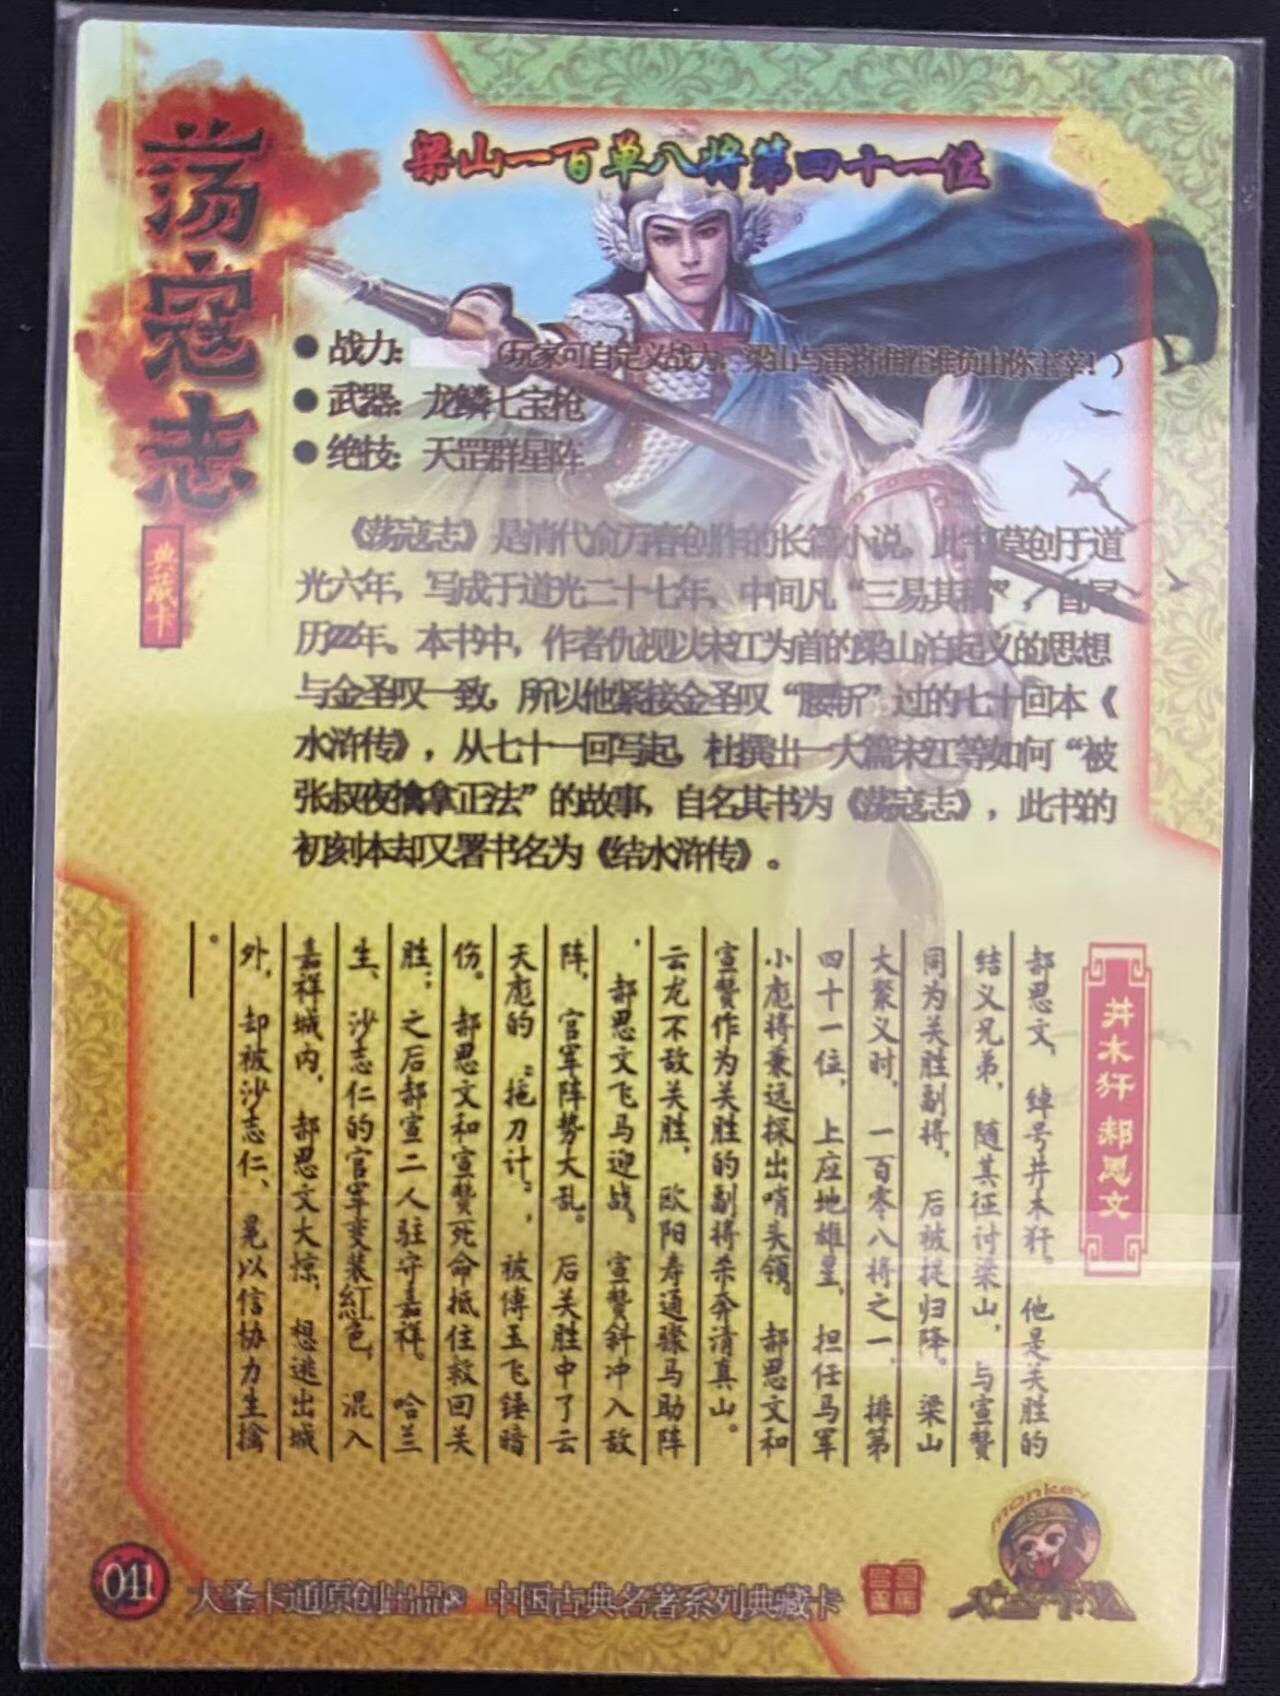 荡寇志
典藏卡
梁山一百单八将第四十一位
●战力: (玩家可自定义战力，梁山与雷将谁胜谁负由你主宰！)
●武器: 龙鳞七宝枪
●绝技: 天罡群星阵
《荡寇志》是清代俞万春创作的长篇小说。此书草创于道
光六年，写成于道光二十七年，中间凡“三易其稿”，首尾
历22年。本书中，作者仇视以宋江为首的梁山泊起义的思想
与金圣叹一致，所以他紧接金圣叹“腰斩”过的七十回本《
水浒传》，从七十一回写起，杜撰出一大篇宋江等如何“被
张叔夜擒拿正法”的故事，自名其书为《荡寇志》，此书的
初刻本却又署书名为《结水浒传》。
井木犴 郝思文
郝思文，绰号井木犴。他是关胜的
结义兄弟，随其征讨梁山，与宣赞
同为关胜副将，后被捉归降。梁山
大聚义时，一百零八将之一，排第
四十一位，上应地雄星，担任马军
小彪将兼远探出哨头领。郝思文和
宣赞作为关胜的副将杀奔清真山。
云龙不敌关胜，欧阳寿通骤马助阵
，郝思文飞马迎战。宣赞斜冲入敌
阵，官军阵势大乱。后关胜中了云
天彪的“拖刀计”，被傅玉飞锤暗
伤。郝思文和宣赞死命抵住救回关
胜；之后郝宣二人驻守嘉祥。哈兰
生、沙志仁的官军变装紅色，混入
嘉祥城内，郝思文大惊，想逃出城
外，却被沙志仁、冕以信协力生擒
。
041
大圣卡通原创出品® 中国古典名著系列典藏卡
monkey
大圣卡通